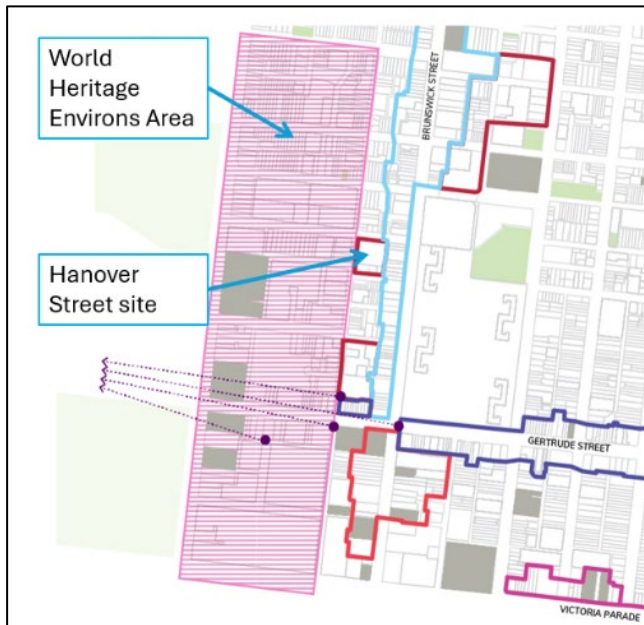 World
Heritage
Environs Area
BRUNSWICK STREET
Hanover
Street site
GERTRUDE STREET
VICTORIA PARADE